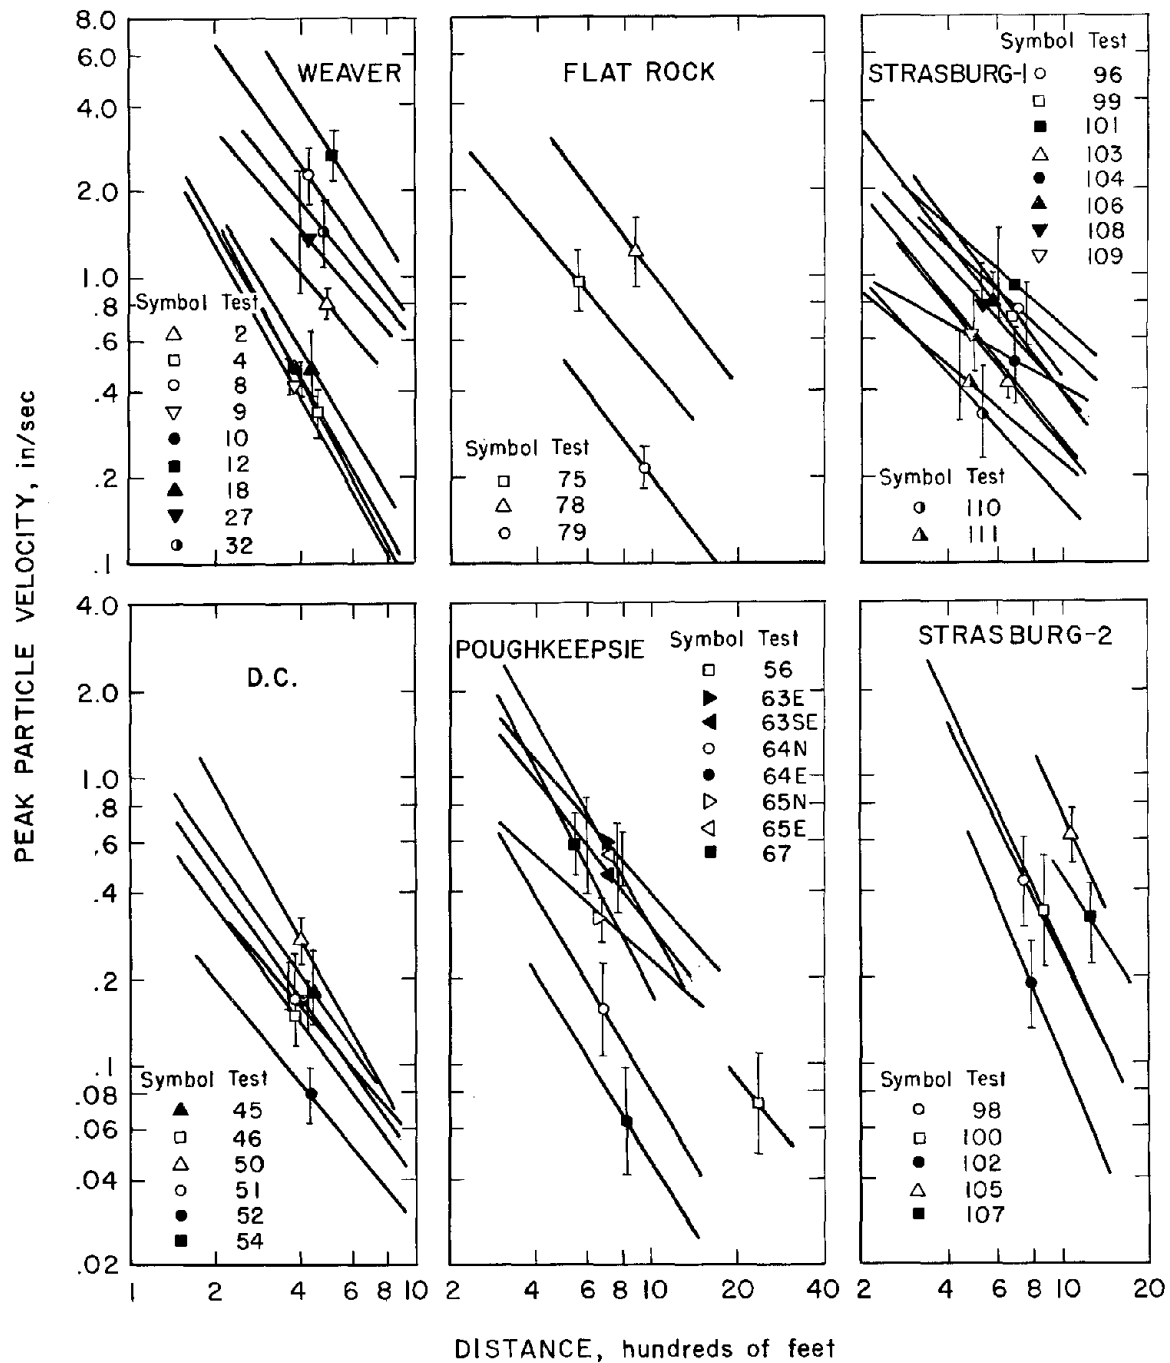 8.0
6.0
4.0
2.0
1.0
.8
.6
.4
.2
.1
WEAVER
Symbol Test
2
4
8
9
10
12
18
27
32
FLAT ROCK
Symbol Test
75
78
79
STRASBURG-1
Symbol Test
96
99
101
103
104
106
108
109
Symbol Test
110
111
PEAK PARTICLE VELOCITY, in/sec
4.0
2.0
1.0
.8
.6
.4
.2
.1
.08
.06
.04
.02
D.C.
Symbol Test
45
46
50
51
52
54
1 2 4 6 8 10
POUGHKEEPSIE
Symbol Test
56
63E
63SE
64N
64E
65N
65E
67
2 4 6 8 10 20 40
STRASBURG-2
Symbol Test
98
100
102
105
107
2 4 6 8 10 20
DISTANCE, hundreds of feet